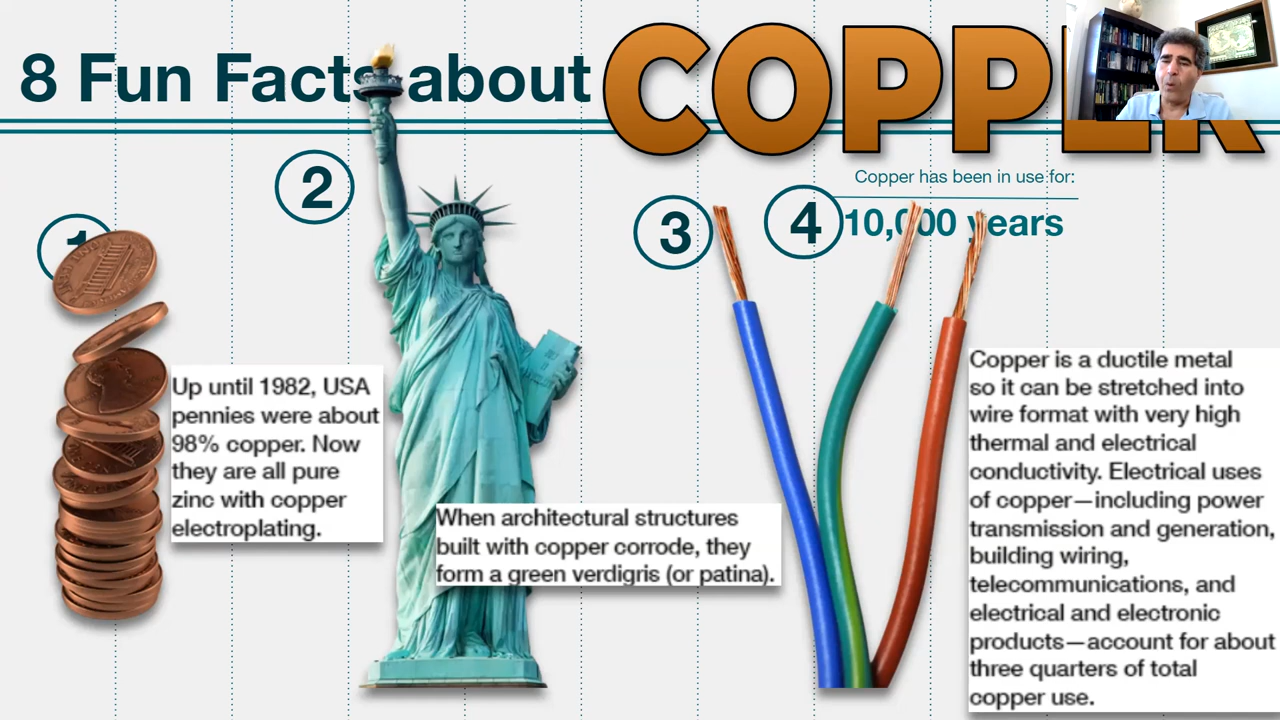 8 Fun Facts about COPPER
1
2
3
4
Copper has been in use for:
10,000 years
Up until 1982, USA
pennies were about
98% copper. Now
they are all pure
zinc with copper
electroplating.
When architectural structures
built with copper corrode, they
form a green verdigris (or patina).
Copper is a ductile metal
so it can be stretched into
wire format with very high
thermal and electrical
conductivity. Electrical uses
of copper—including power
transmission and generation,
building wiring,
telecommunications, and
electrical and electronic
products—account for about
three quarters of total
copper use.